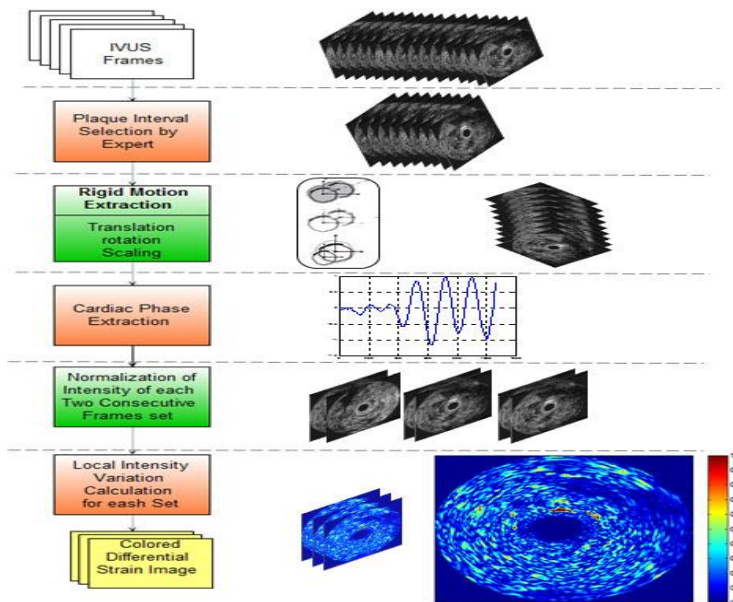 IVUS
Frames
Plaque Interval
Selection by
Expert
Rigid Motion
Extraction
Translation
rotation
Scaling
Cardiac Phase
Extraction
Normalization of
Intensity of each
Two Consecutive
Frames set
Local Intensity
Variation
Calculation
for eash Set
Colored
Differential
Strain Image